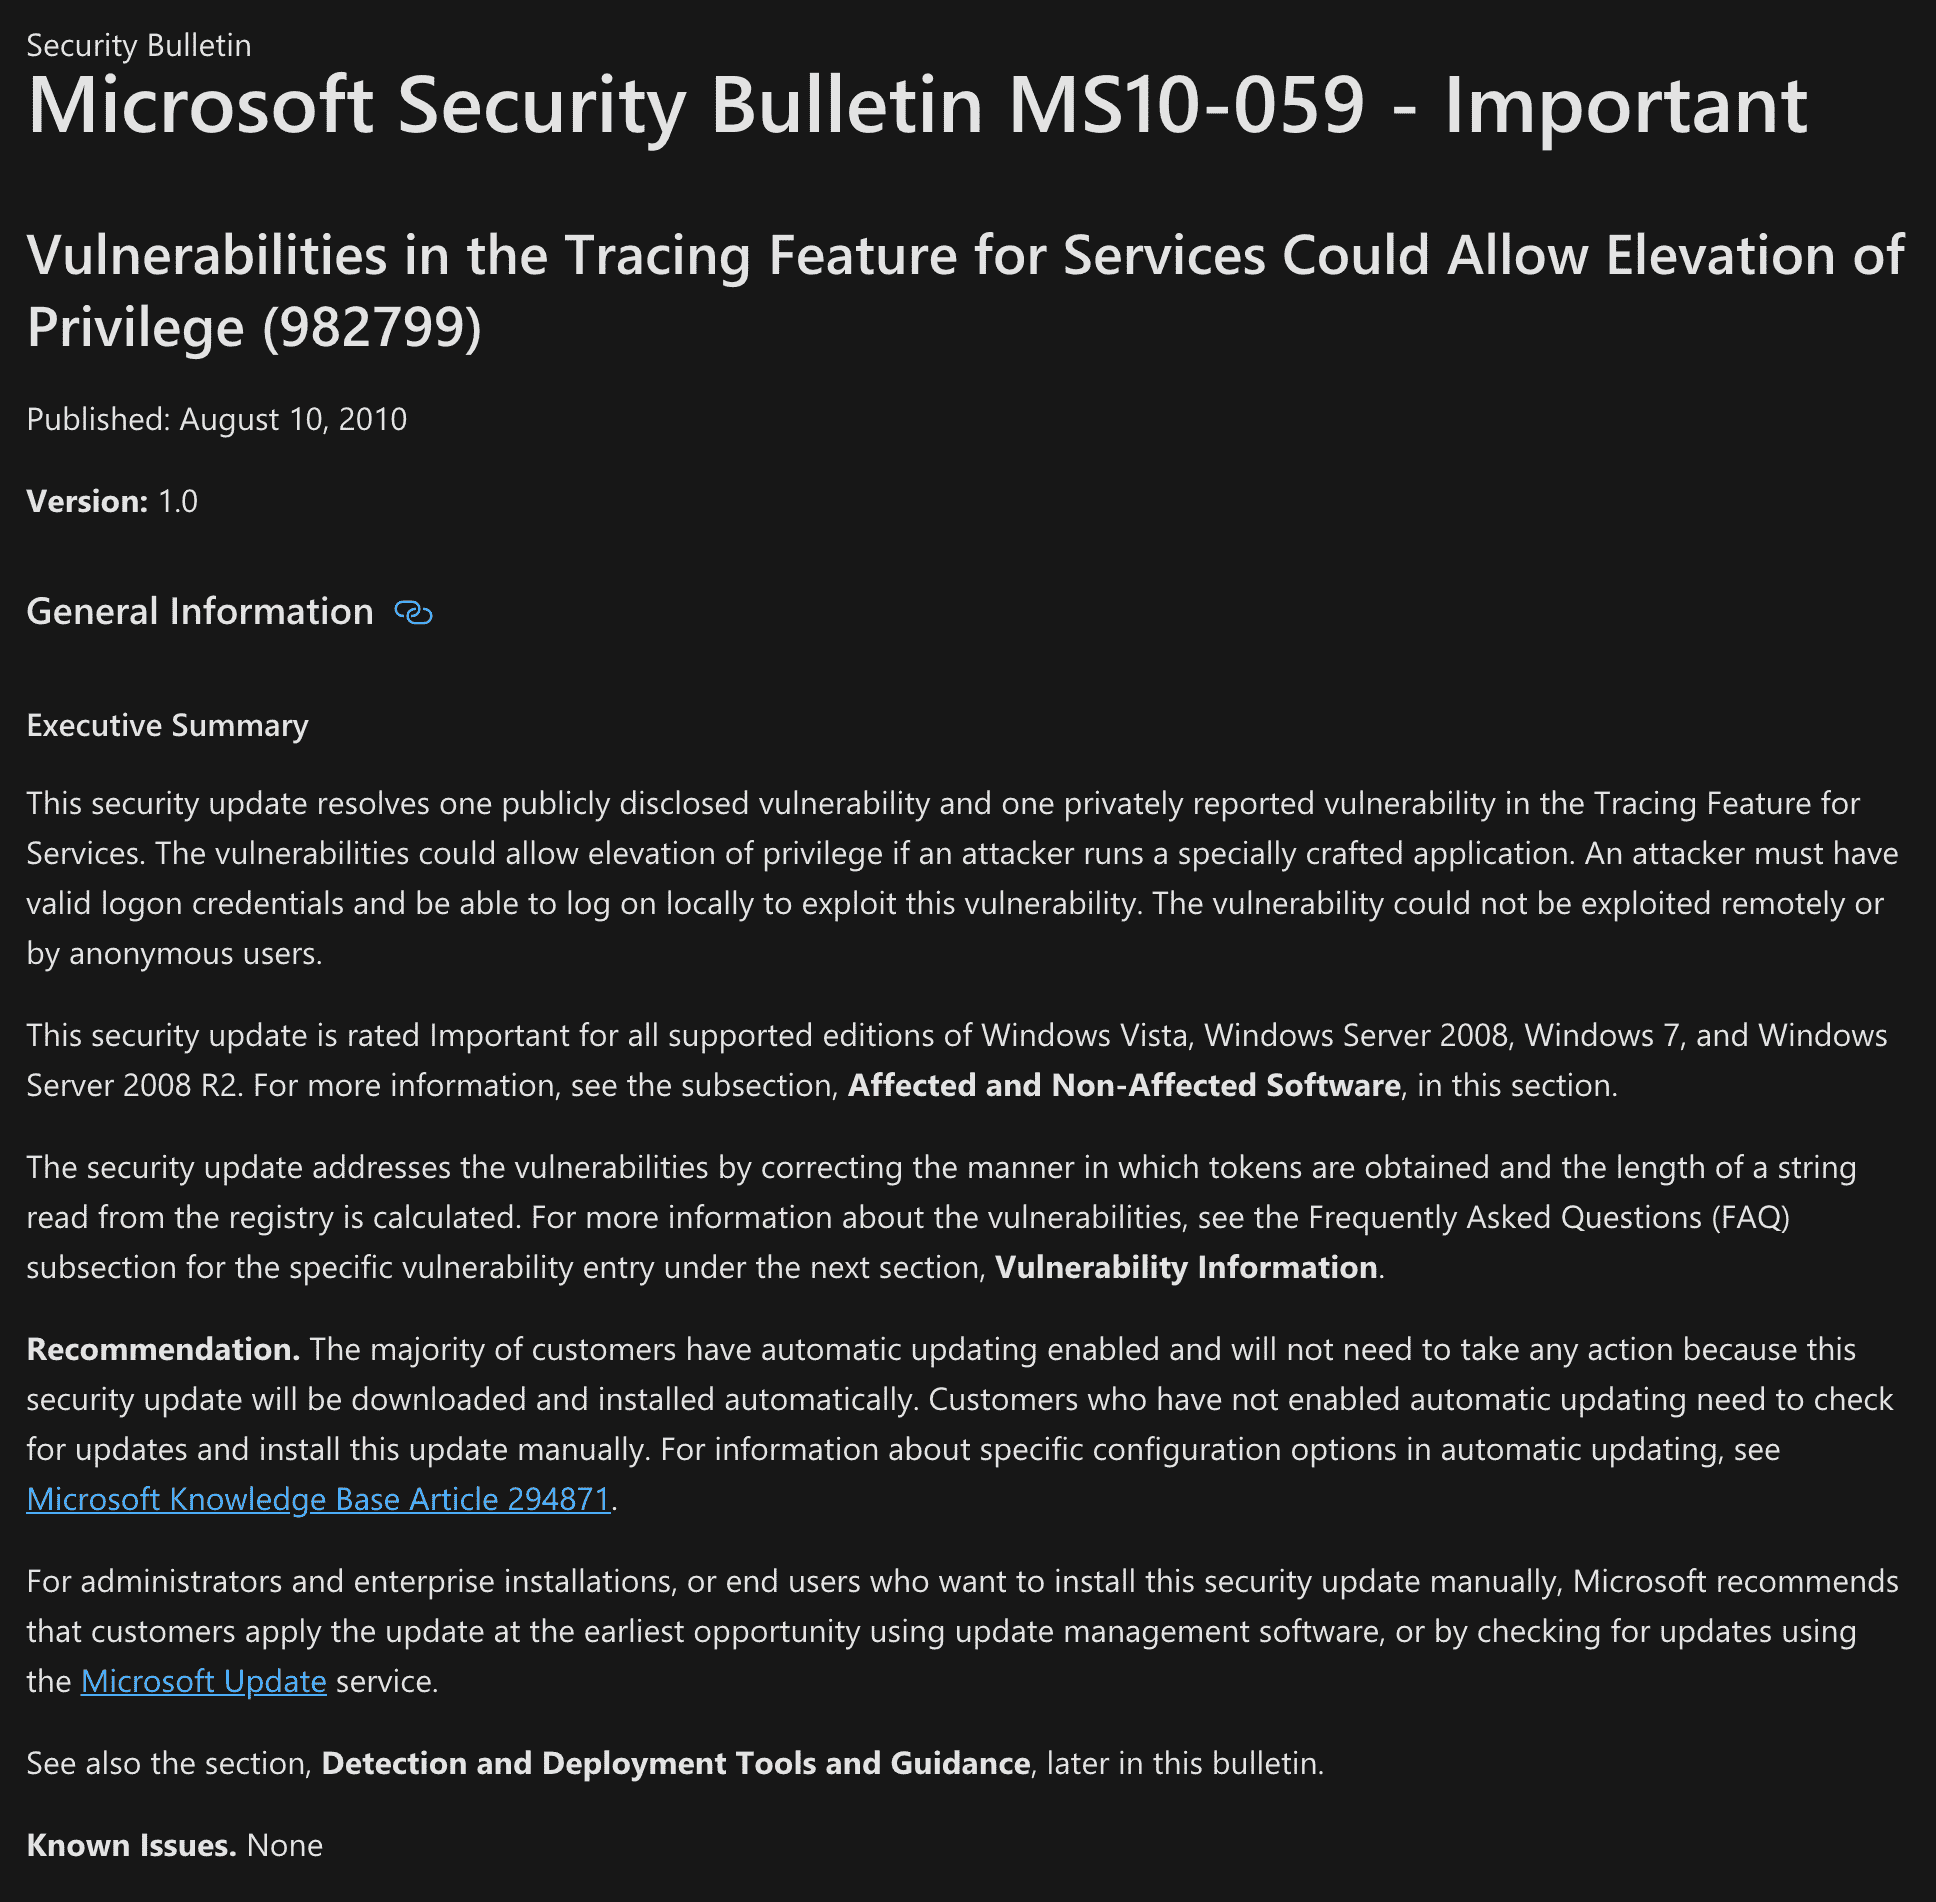 Security Bulletin
Microsoft Security Bulletin MS10-059 - Important
Vulnerabilities in the Tracing Feature for Services Could Allow Elevation of
Privilege (982799)
Published: August 10, 2010
Version: 1.0
General Information
Executive Summary
This security update resolves one publicly disclosed vulnerability and one privately reported vulnerability in the Tracing Feature for
Services. The vulnerabilities could allow elevation of privilege if an attacker runs a specially crafted application. An attacker must have
valid logon credentials and be able to log on locally to exploit this vulnerability. The vulnerability could not be exploited remotely or
by anonymous users.
This security update is rated Important for all supported editions of Windows Vista, Windows Server 2008, Windows 7, and Windows
Server 2008 R2. For more information, see the subsection, Affected and Non-Affected Software, in this section.
The security update addresses the vulnerabilities by correcting the manner in which tokens are obtained and the length of a string
read from the registry is calculated. For more information about the vulnerabilities, see the Frequently Asked Questions (FAQ)
subsection for the specific vulnerability entry under the next section, Vulnerability Information.
Recommendation. The majority of customers have automatic updating enabled and will not need to take any action because this
security update will be downloaded and installed automatically. Customers who have not enabled automatic updating need to check
for updates and install this update manually. For information about specific configuration options in automatic updating, see
Microsoft Knowledge Base Article 294871.
For administrators and enterprise installations, or end users who want to install this security update manually, Microsoft recommends
that customers apply the update at the earliest opportunity using update management software, or by checking for updates using
the Microsoft Update service.
See also the section, Detection and Deployment Tools and Guidance, later in this bulletin.
Known Issues. None